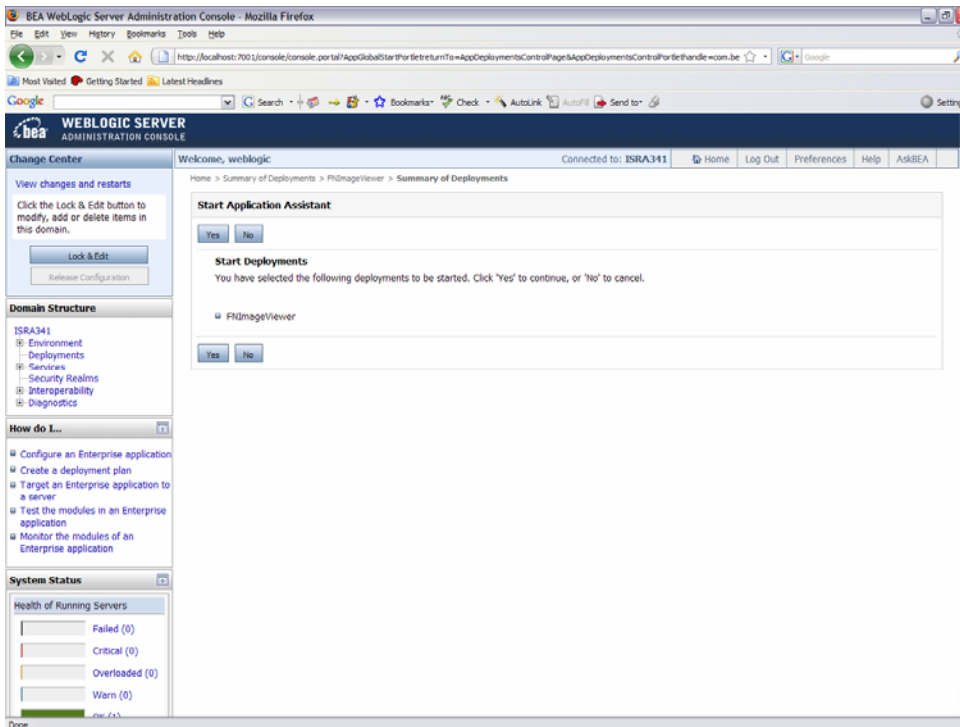 BEA WebLogic Server Administration Console - Mozilla Firefox
File Edit View History Bookmarks Tools Help
http://localhost:7001/console/console.portal?AppGlobalStartPortletreturnTo=AppDeploymentsControlPage&AppDeploymentsControlPortlethandle=com.be
Google
Most Visited Getting Started Latest Headlines
Google Search Bookmarks Check AutoLink AutoFill Send to Setting
bea WEBLOGIC SERVER
ADMINISTRATION CONSOLE
Change Center
View changes and restarts
Click the Lock & Edit button to
modify, add or delete items in
this domain.
Lock & Edit
Release Configuration
Domain Structure
ISRA341
Environment
Deployments
Services
Security Realms
Interoperability
Diagnostics
How do I...
Configure an Enterprise application
Create a deployment plan
Target an Enterprise application to
a server
Test the modules in an Enterprise
application
Monitor the modules of an
Enterprise application
System Status
Health of Running Servers
Failed (0)
Critical (0)
Overloaded (0)
Warn (0)
OK (1)
Welcome, weblogic
Connected to: ISRA341
Home Log Out Preferences Help AskBEA
Home > Summary of Deployments > FNImageViewer > Summary of Deployments
Start Application Assistant
Yes No
Start Deployments
You have selected the following deployments to be started. Click 'Yes' to continue, or 'No' to cancel.
FNImageViewer
Yes No
Done